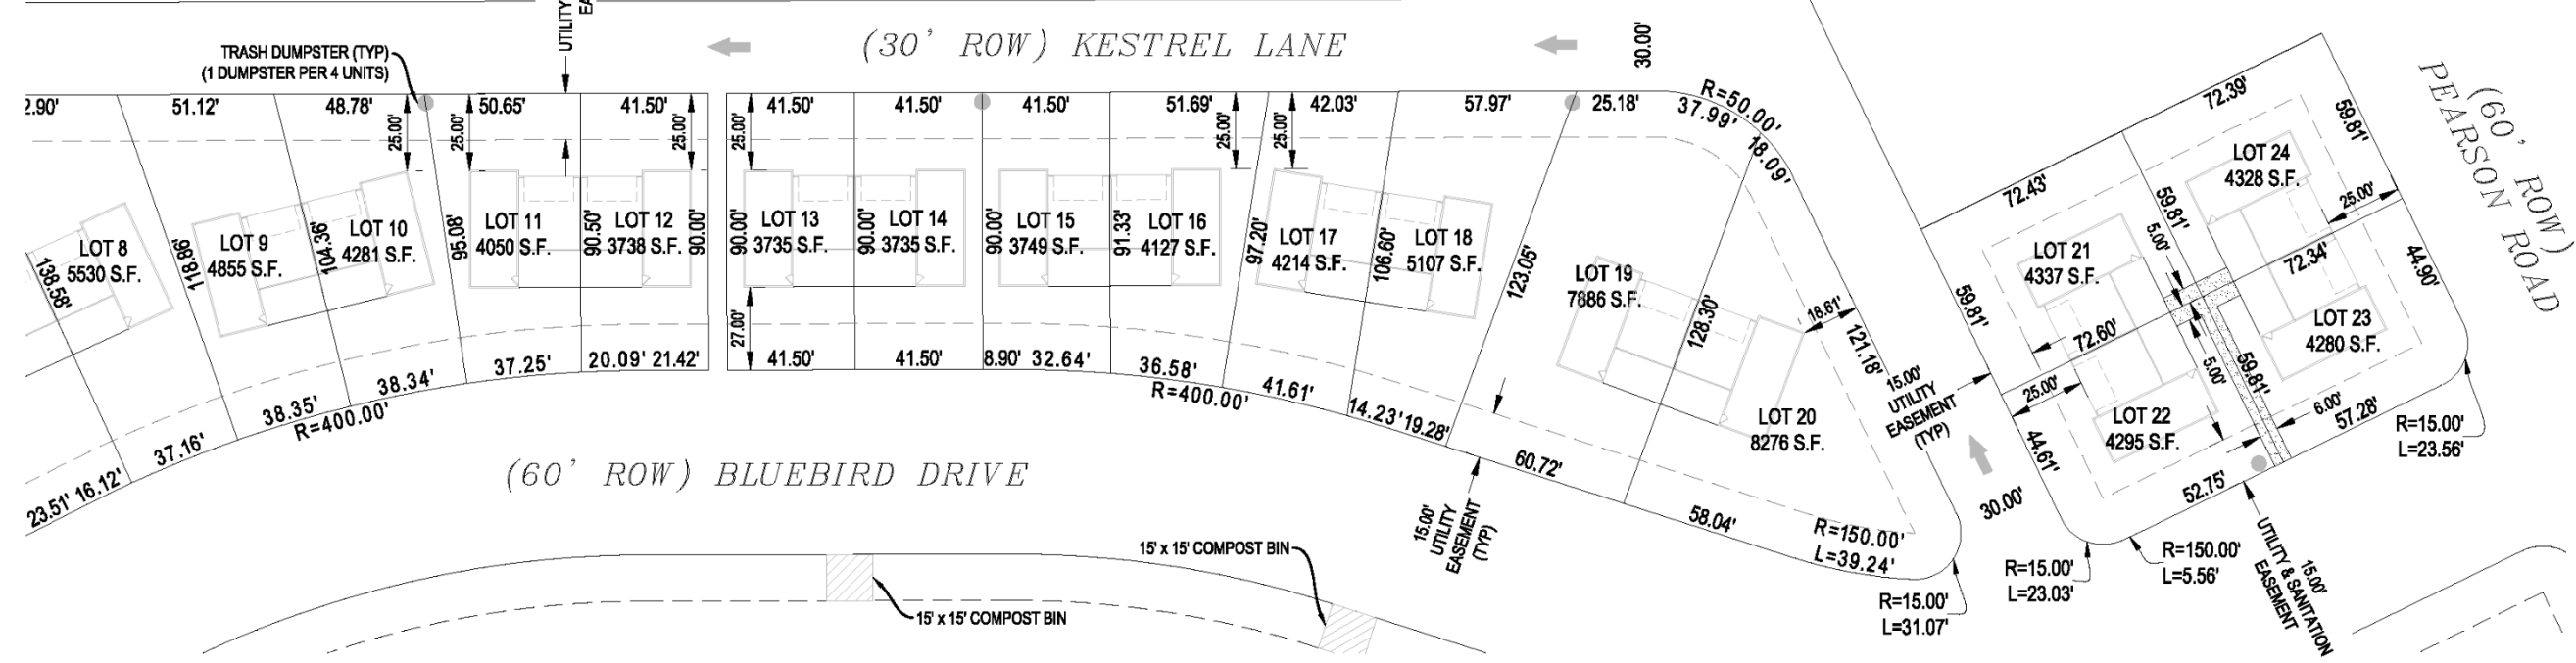 UTILITY
EA
(30' ROW) KESTREL LANE
30.00'
TRASH DUMPSTER (TYP)
(1 DUMPSTER PER 4 UNITS)
2.90'
51.12'
48.78'
50.65'
41.50'
41.50'
41.50'
41.50'
51.69'
42.03'
57.97'
25.18'
R=50.00'
37.99'
18.09'
25.00'
25.00'
25.00'
25.00'
25.00'
25.00'
LOT 8
5530 S.F.
LOT 9
4855 S.F.
LOT 10
4281 S.F.
LOT 11
4050 S.F.
LOT 12
3738 S.F.
LOT 13
3735 S.F.
LOT 14
3735 S.F.
LOT 15
3749 S.F.
LOT 16
4127 S.F.
LOT 17
4214 S.F.
LOT 18
5107 S.F.
LOT 19
7886 S.F.
LOT 20
8276 S.F.
138.58'
118.86'
104.36'
95.08'
90.50'
90.00'
90.00'
90.00'
90.00'
91.33'
97.20'
106.60'
123.05'
128.30'
18.61'
121.18'
27.00'
23.51' 16.12'
37.16'
38.35'
38.34'
R=400.00'
37.25'
20.09' 21.42'
41.50'
41.50'
8.90' 32.64'
36.58'
R=400.00'
41.61'
14.23' 19.28'
60.72'
58.04'
R=150.00'
L=39.24'
R=15.00'
L=31.07'
(60' ROW) BLUEBIRD DRIVE
15.00'
UTILITY
EASEMENT
(TYP)
15' x 15' COMPOST BIN
15' x 15' COMPOST BIN
15.00'
UTILITY
EASEMENT
(TYP)
30.00'
(60' ROW)
PEARSON ROAD
72.39'
59.81'
72.43'
59.81'
LOT 24
4328 S.F.
25.00'
LOT 21
4337 S.F.
5.00'
59.81'
72.34'
44.90'
72.60'
LOT 23
4280 S.F.
25.00'
5.00'
59.81'
6.00'
LOT 22
4295 S.F.
44.61'
57.28'
52.75'
R=15.00'
L=23.56'
R=15.00'
L=23.03'
R=150.00'
L=5.56'
15.00'
UTILITY & SANITATION
EASEMENT